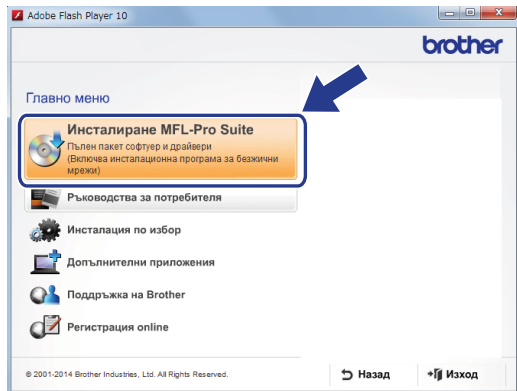 Adobe Flash Player 10
brother
Главно меню
Инсталиране MFL-Pro Suite
Пълен пакет софтуер и драйвери
(Включва инсталационна програма за безжични
мрежи)
Ръководства за потребителя
Инсталация по избор
Допълнителни приложения
Поддръжка на Brother
Регистрация online
© 2001-2014 Brother Industries, Ltd. All Rights Reserved.
Назад
Изход